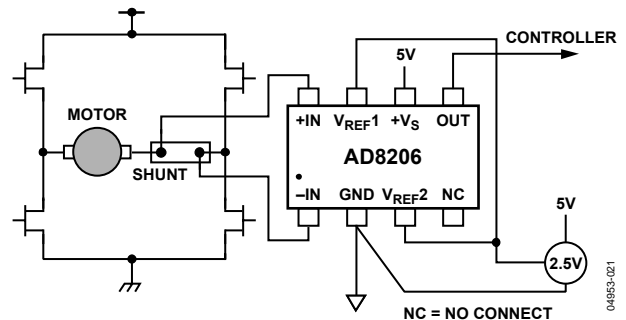 CONTROLLER
5V
MOTOR
SHUNT
+IN VREF1 +VS OUT
AD8206
–IN GND VREF2 NC
5V
2.5V
NC = NO CONNECT
04953-021